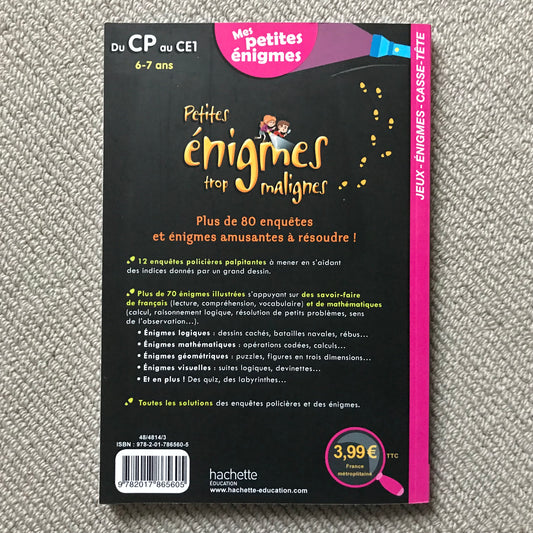 Du CP au CE1
6-7 ans
Mes
petites
énigmes
JEUX - ÉNIGMES - CASSE-TÊTE
Petites
énigmes
trop malignes
Plus de 80 enquêtes
et énigmes amusantes à résoudre !
12 enquêtes policières palpitantes à mener en s'aidant
des indices donnés par un grand dessin.
Plus de 70 énigmes illustrées s'appuyant sur des savoir-faire
de français (lecture, compréhension, vocabulaire) et de mathématiques
(calcul, raisonnement logique, résolution de petits problèmes, sens
de l'observation...).
• Énigmes logiques : dessins cachés, batailles navales, rébus...
• Énigmes mathématiques : opérations codées, calculs...
• Énigmes géométriques : puzzles, figures en trois dimensions...
• Énigmes visuelles : suites logiques, devinettes...
• Et en plus ! Des quiz, des labyrinthes...
Toutes les solutions des enquêtes policières et des énigmes.
48/4814/3
ISBN : 978-2-01-786560-5
9 782017 865605
hachette
ÉDUCATION
www.hachette-education.com
3,99 € TTC
France
métropolitaine